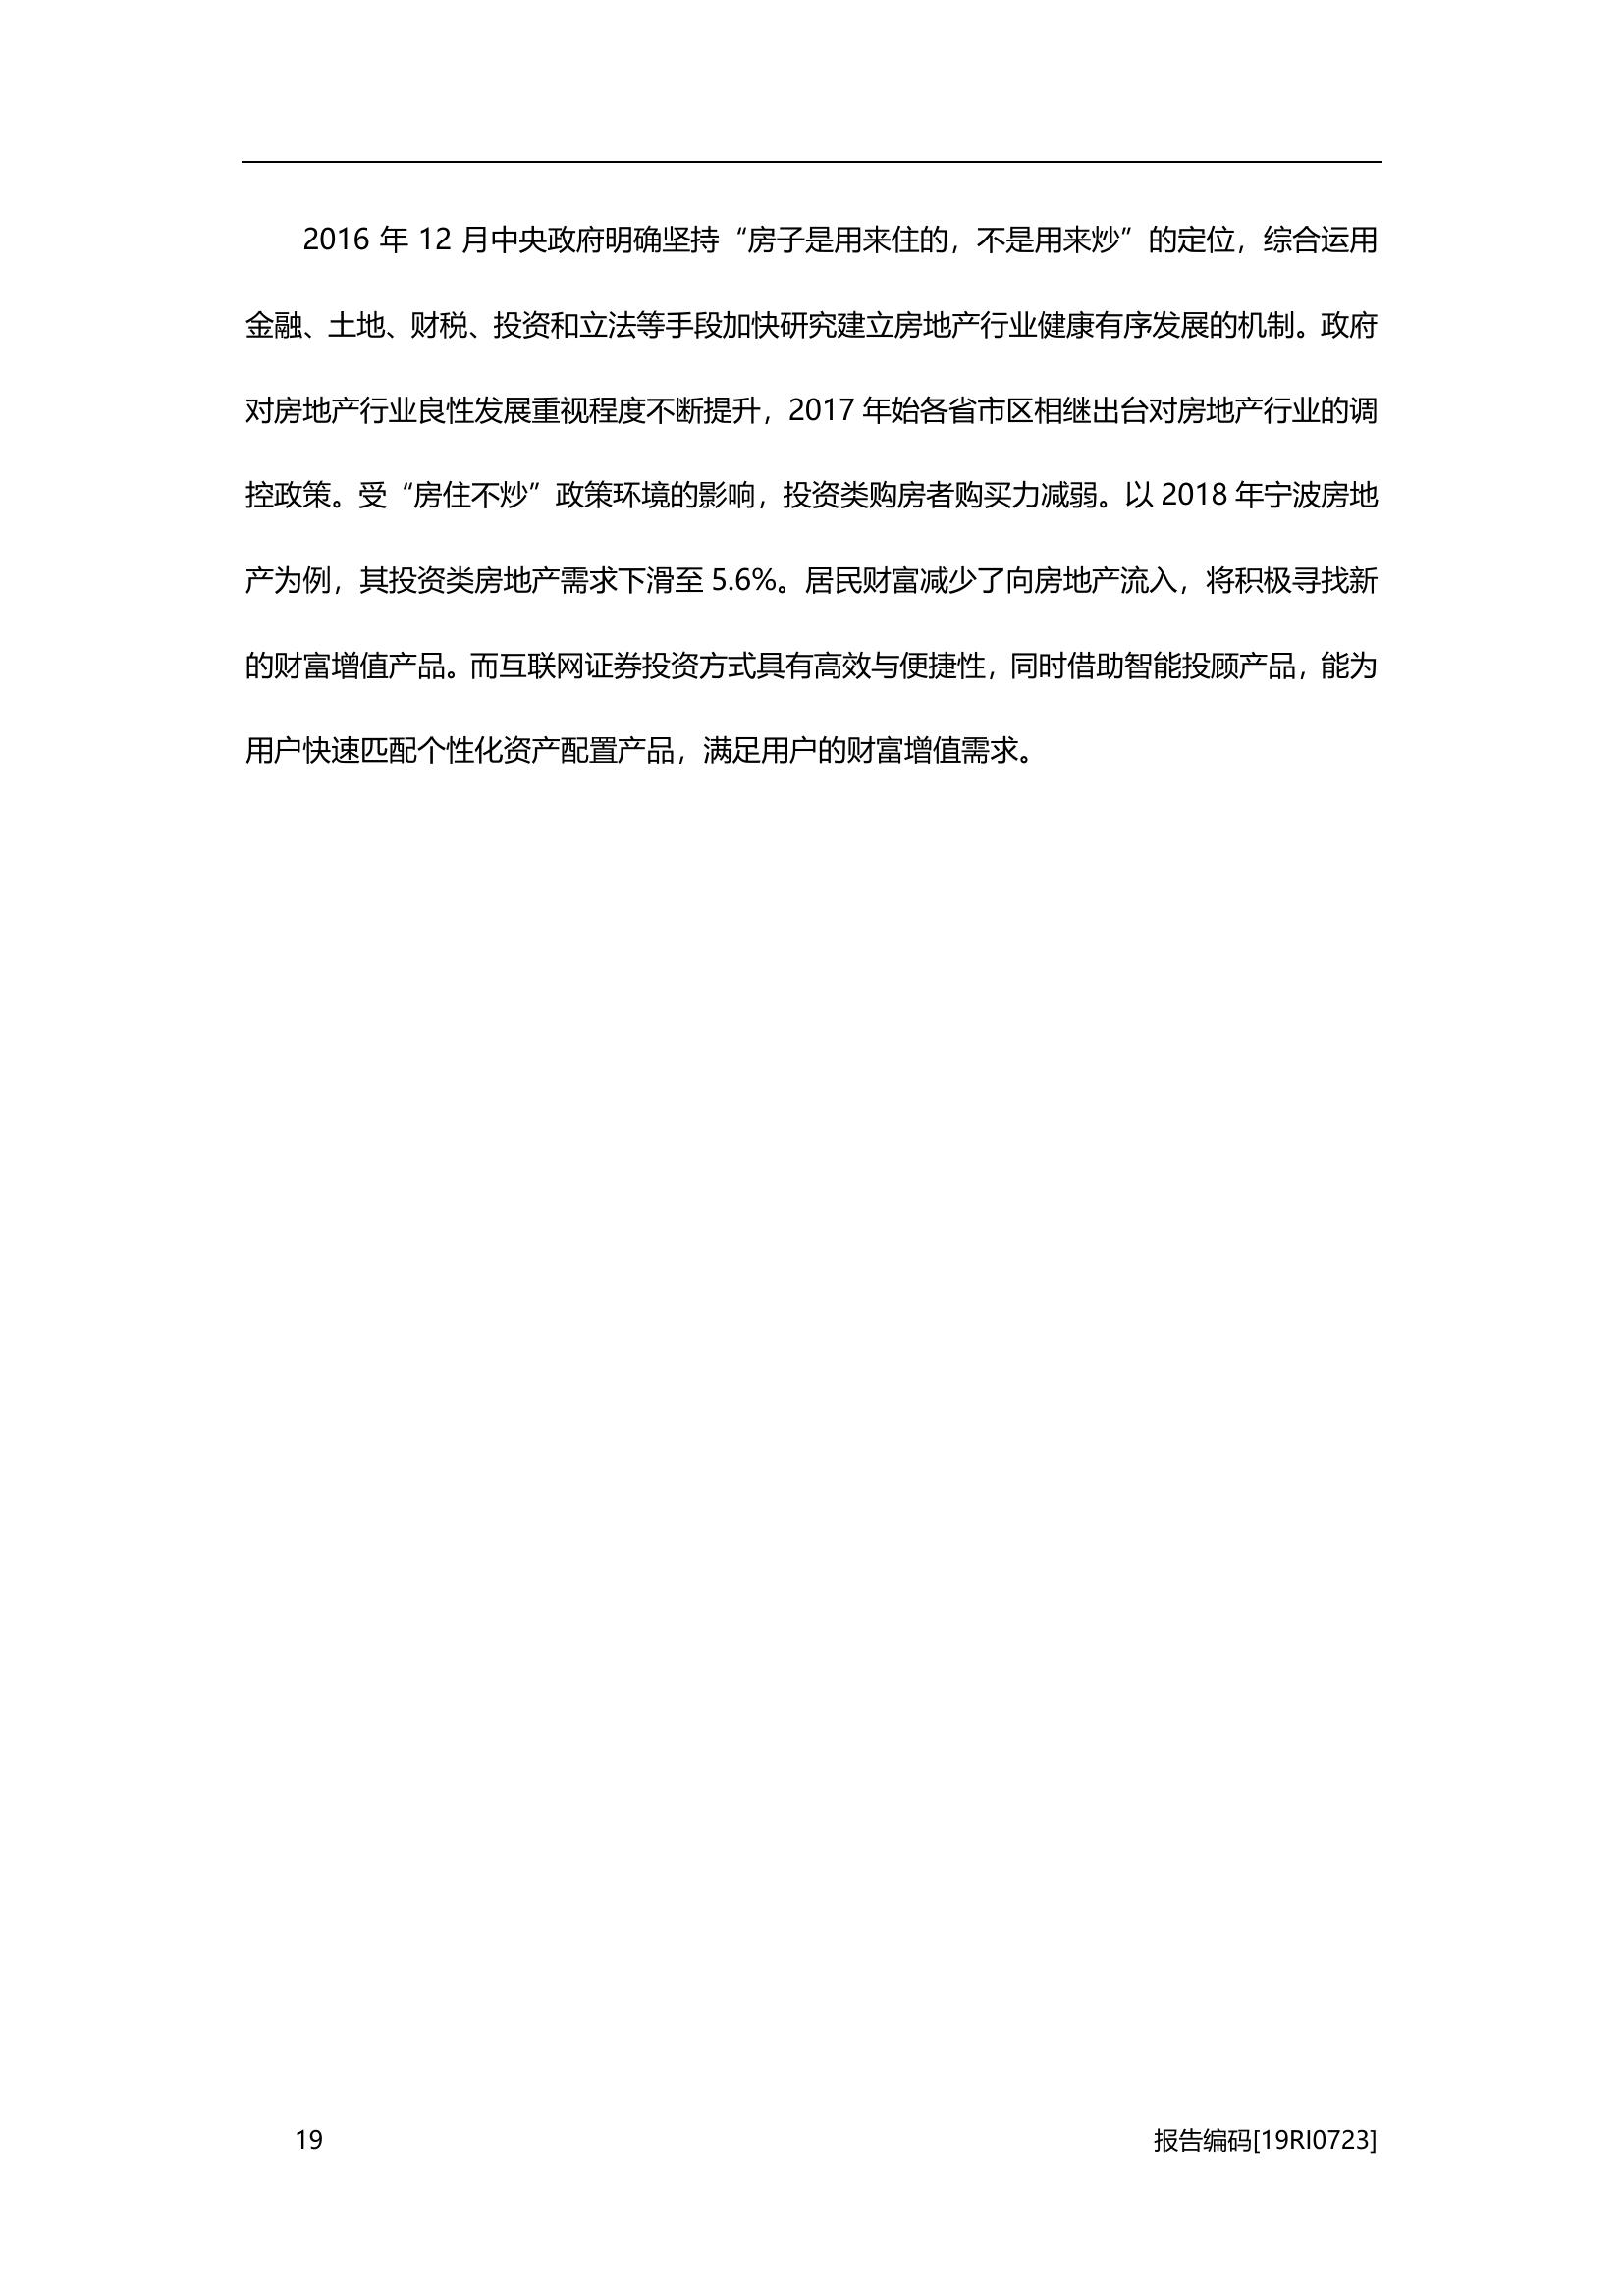 2016 年 12 月中央政府明确坚持“房子是用来住的，不是用来炒”的定位，综合运用
金融、土地、财税、投资和立法等手段加快研究建立房地产行业健康有序发展的机制。政府
对房地产行业良性发展重视程度不断提升，2017 年始各省市区相继出台对房地产行业的调
控政策。受“房住不炒”政策环境的影响，投资类购房者购买力减弱。以 2018 年宁波房地
产为例，其投资类房地产需求下滑至 5.6%。居民财富减少了向房地产流入，将积极寻找新
的财富增值产品。而互联网证券投资方式具有高效与便捷性，同时借助智能投顾产品，能为
用户快速匹配个性化资产配置产品，满足用户的财富增值需求。
19 报告编码[19RI0723]